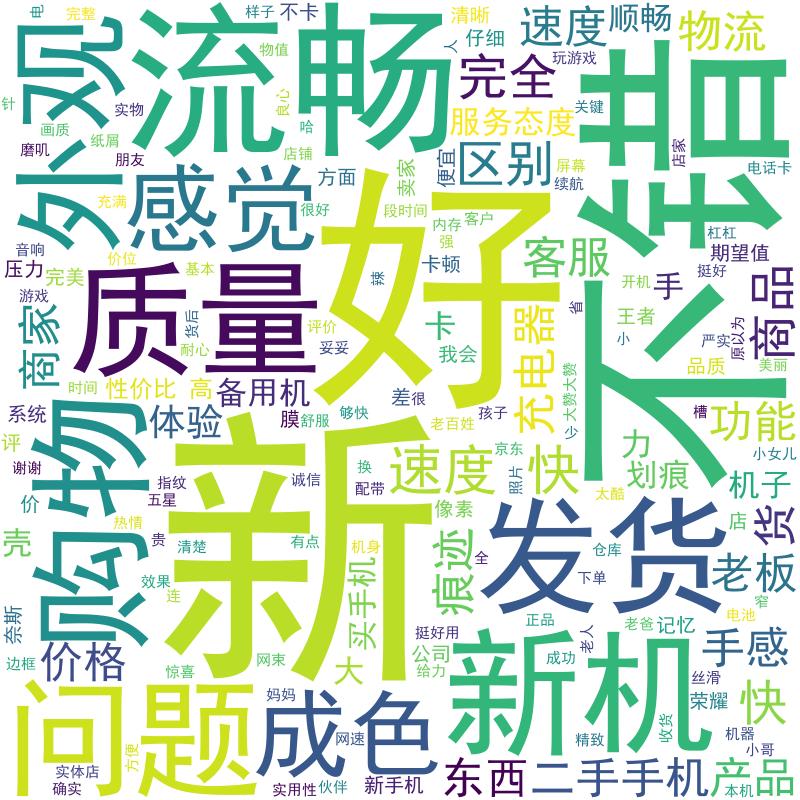 电
完整
样子
不卡
清晰
速度
顺畅
物流
外观
流畅
人
仔细
玩游戏
物值
良心
完全
不错
针
实物
画质
纸屑
哈
服务态度
关键
磨叽
朋友
店铺
便宜
区别
屏幕
店家
电话卡
感觉
方面
卖家
续航
充满
很好
段时间
内存
客户
好
强
杠杠
音响
价位
压力
完美
基本
辣
卡顿
客服
期望值
挺好
质量
手
开机
商品
游戏
货后
评价
卡
充电器
省
王者
原以为
严实
小
商家
耐心
妥妥
我会
品质
美丽
时间
性价比
高
备用机
差
很
大赞大赞
少
系统
体验
膜
舒服
够快
老百姓
孩子
槽
功能
评
新
速度
快
京东
力
小女儿
谢谢
购物
指纹
诚信
换
照片
划痕
机子
价
五星
配带
像素
太酷
店
货
热情
贵
发货
壳
清楚
有点
机身
痕迹
全
仓库
老板
效果
连
买手机
下单
电池
窄
奈斯
正品
挺好用
老爸
记忆
边框
价格
惊喜
网束
大
公司
给力
新机
老人
手感
成功
问题
成色
妈妈
丝滑
荣耀
快
网速
收货
方便
精致
机器
小哥
实体店
确实
实用性
伙伴
新手机
东西
二手手机
产品
本机